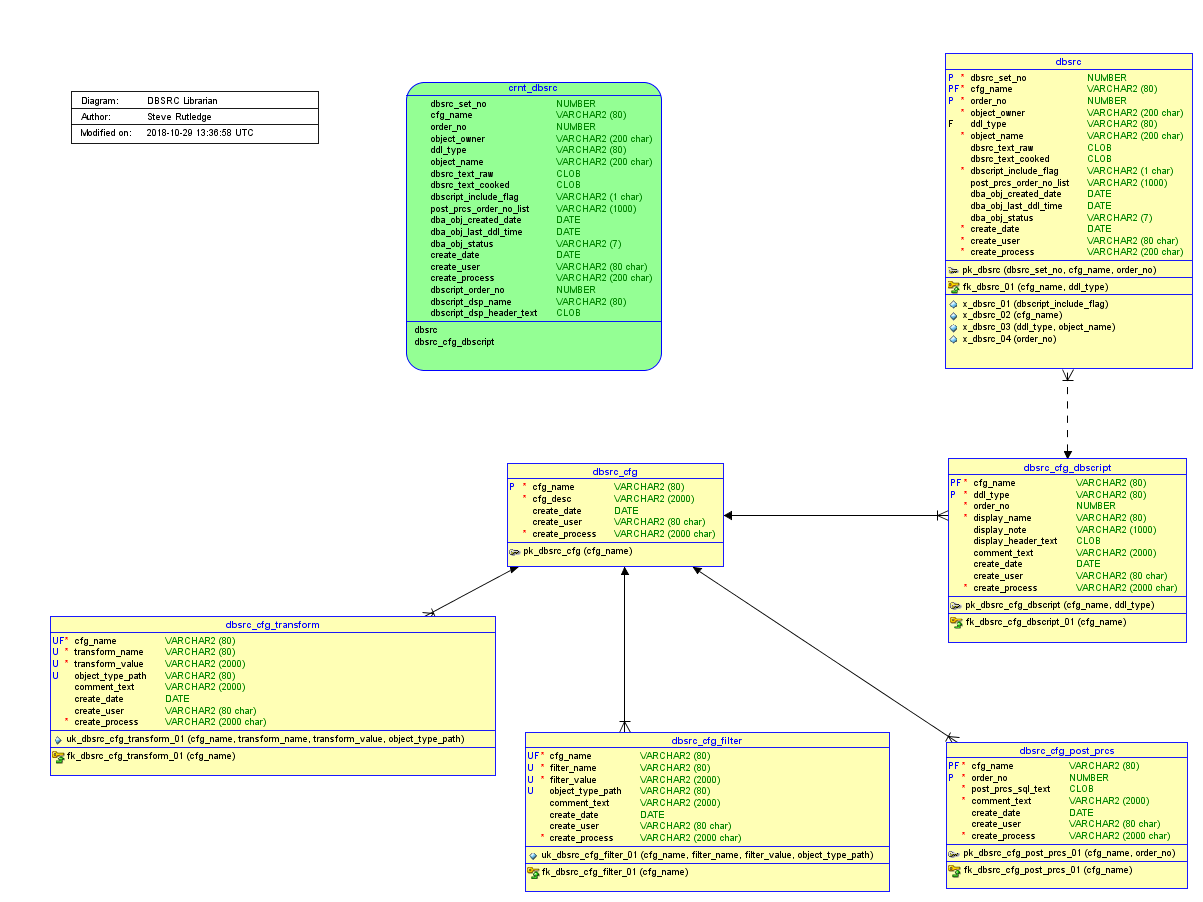 Diagram: DBSRC Librarian
Author: Steve Rutledge
Modified on: 2018-10-29 13:36:58 UTC
crnt_dbsrc
dbsrc_set_no NUMBER
cfg_name VARCHAR2 (80)
order_no NUMBER
object_owner VARCHAR2 (200 char)
ddl_type VARCHAR2 (80)
object_name VARCHAR2 (200 char)
dbsrc_text_raw CLOB
dbsrc_text_cooked CLOB
dbscript_include_flag VARCHAR2 (1 char)
post_prcs_order_no_list VARCHAR2 (1000)
dba_obj_created_date DATE
dba_obj_last_ddl_time DATE
dba_obj_status VARCHAR2 (7)
create_date DATE
create_user VARCHAR2 (80 char)
create_process VARCHAR2 (200 char)
dbscript_order_no NUMBER
dbscript_dsp_name VARCHAR2 (80)
dbscript_dsp_header_text CLOB
dbsrc
dbsrc_cfg_dbscript
dbsrc
P * dbsrc_set_no NUMBER
PF* cfg_name VARCHAR2 (80)
P * order_no NUMBER
* object_owner VARCHAR2 (200 char)
F ddl_type VARCHAR2 (80)
* object_name VARCHAR2 (200 char)
dbsrc_text_raw CLOB
dbsrc_text_cooked CLOB
* dbscript_include_flag VARCHAR2 (1 char)
post_prcs_order_no_list VARCHAR2 (1000)
dba_obj_created_date DATE
dba_obj_last_ddl_time DATE
dba_obj_status VARCHAR2 (7)
* create_date DATE
* create_user VARCHAR2 (80 char)
* create_process VARCHAR2 (200 char)
pk_dbsrc (dbsrc_set_no, cfg_name, order_no)
fk_dbsrc_01 (cfg_name, ddl_type)
x_dbsrc_01 (dbscript_include_flag)
x_dbsrc_02 (cfg_name)
x_dbsrc_03 (ddl_type, object_name)
x_dbsrc_04 (order_no)
dbsrc_cfg
P * cfg_name VARCHAR2 (80)
* cfg_desc VARCHAR2 (2000)
create_date DATE
create_user VARCHAR2 (80 char)
* create_process VARCHAR2 (2000 char)
pk_dbsrc_cfg (cfg_name)
dbsrc_cfg_dbscript
PF* cfg_name VARCHAR2 (80)
P * ddl_type VARCHAR2 (80)
* order_no NUMBER
* display_name VARCHAR2 (80)
display_note VARCHAR2 (1000)
display_header_text CLOB
comment_text VARCHAR2 (2000)
create_date DATE
create_user VARCHAR2 (80 char)
* create_process VARCHAR2 (2000 char)
pk_dbsrc_cfg_dbscript (cfg_name, ddl_type)
fk_dbsrc_cfg_dbscript_01 (cfg_name)
dbsrc_cfg_transform
UF* cfg_name VARCHAR2 (80)
U * transform_name VARCHAR2 (80)
U * transform_value VARCHAR2 (2000)
U object_type_path VARCHAR2 (80)
comment_text VARCHAR2 (2000)
create_date DATE
create_user VARCHAR2 (80 char)
* create_process VARCHAR2 (2000 char)
uk_dbsrc_cfg_transform_01 (cfg_name, transform_name, transform_value, object_type_path)
fk_dbsrc_cfg_transform_01 (cfg_name)
dbsrc_cfg_filter
UF* cfg_name VARCHAR2 (80)
U * filter_name VARCHAR2 (80)
U * filter_value VARCHAR2 (2000)
U object_type_path VARCHAR2 (80)
comment_text VARCHAR2 (2000)
create_date DATE
create_user VARCHAR2 (80 char)
* create_process VARCHAR2 (2000 char)
uk_dbsrc_cfg_filter_01 (cfg_name, filter_name, filter_value, object_type_path)
fk_dbsrc_cfg_filter_01 (cfg_name)
dbsrc_cfg_post_prcs
PF* cfg_name VARCHAR2 (80)
P * order_no NUMBER
* post_prcs_sql_text CLOB
* comment_text VARCHAR2 (2000)
create_date DATE
create_user VARCHAR2 (80 char)
* create_process VARCHAR2 (2000 char)
pk_dbsrc_cfg_post_prcs_01 (cfg_name, order_no)
fk_dbsrc_cfg_post_prcs_01 (cfg_name)